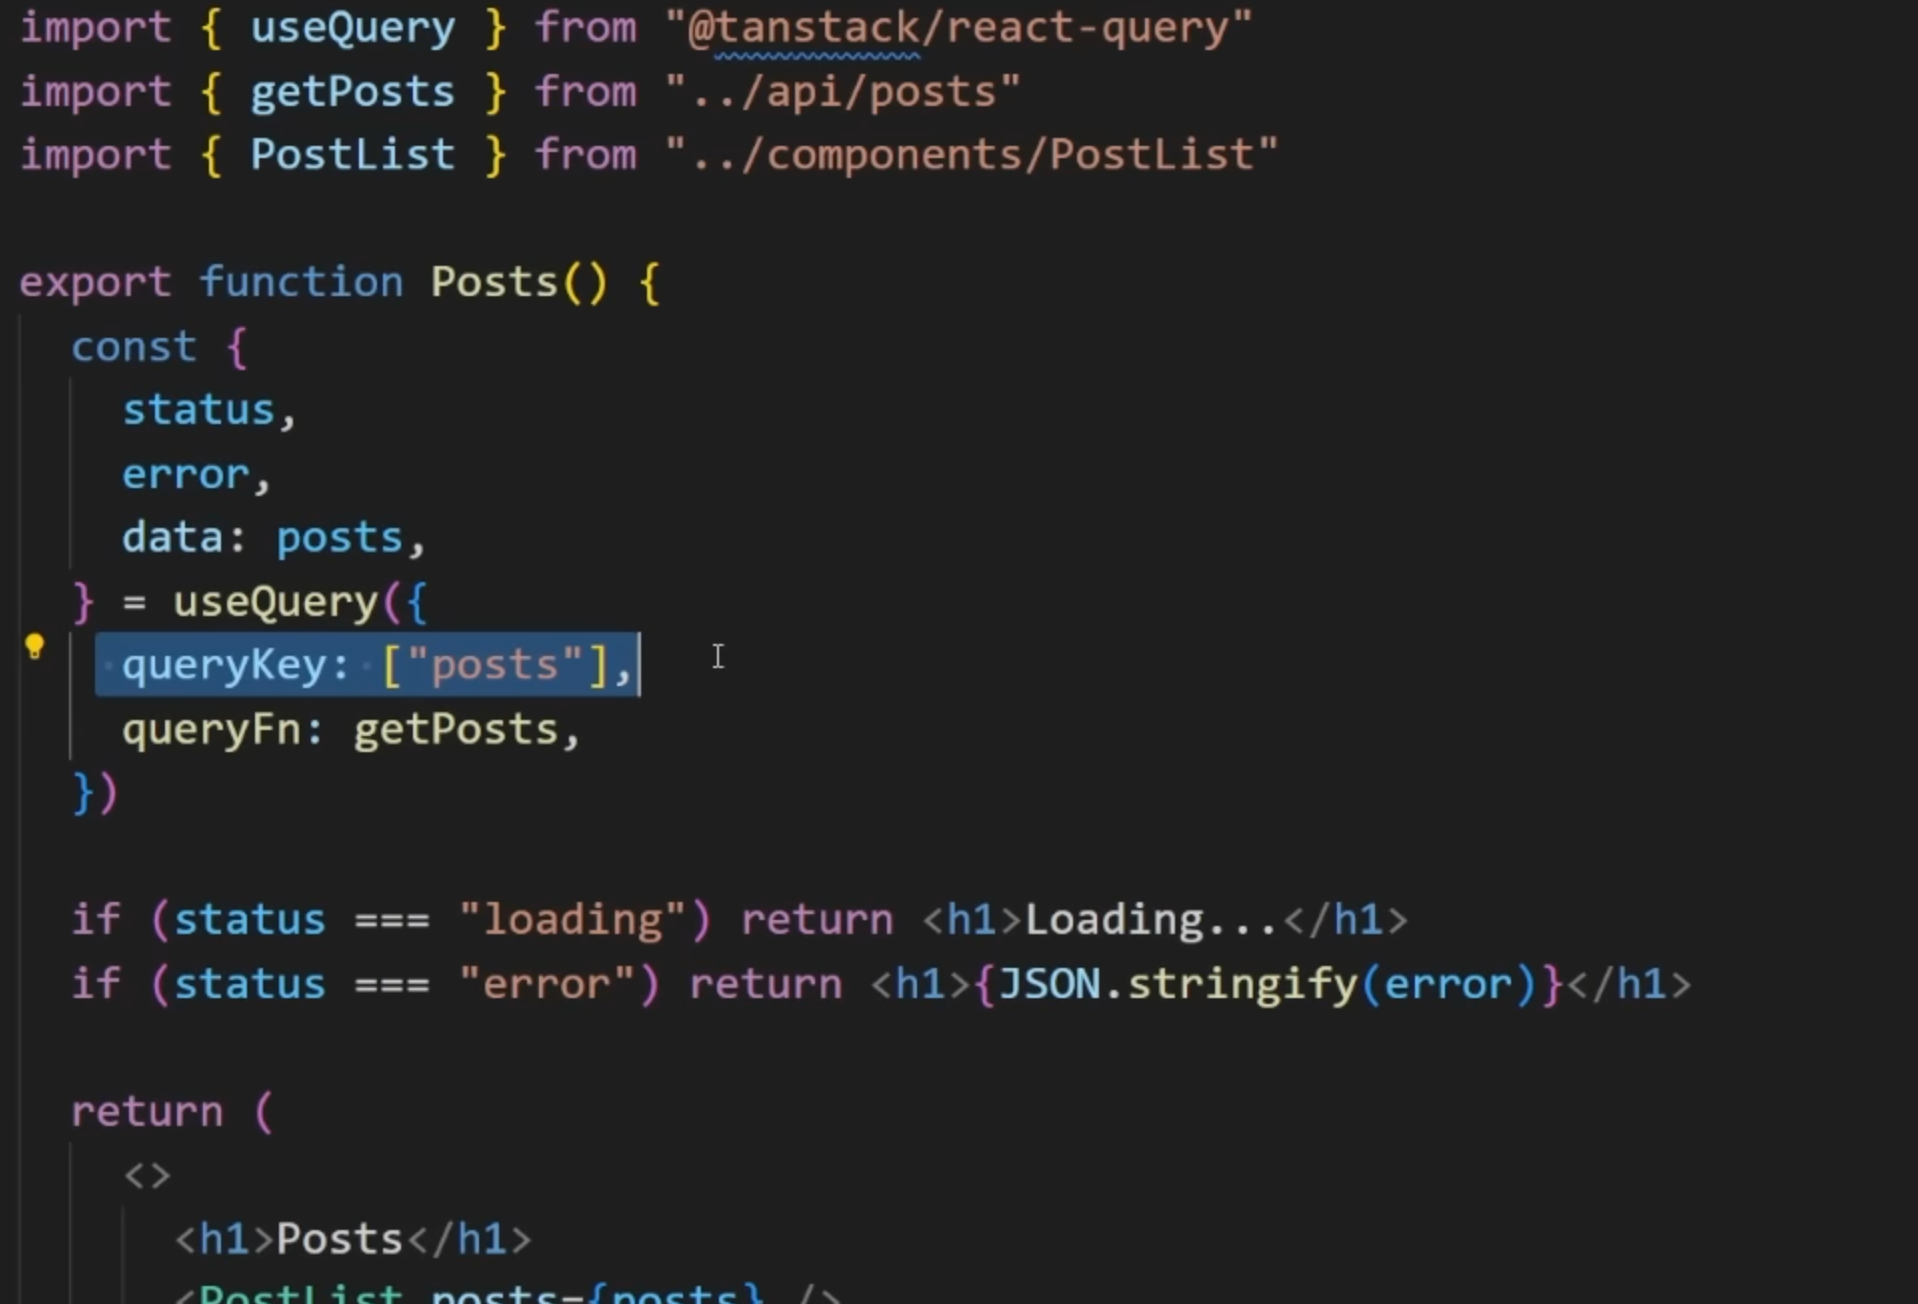 import { useQuery } from "@tanstack/react-query"
import { getPosts } from "../api/posts"
import { PostList } from "../components/PostList"
export function Posts() {
const {
status,
error,
data: posts,
} = useQuery({
queryKey: ["posts"],
queryFn: getPosts,
})
if (status === "loading") return <h1>Loading...</h1>
if (status === "error") return <h1>{JSON.stringify(error)}</h1>
return (
<>
<h1>Posts</h1>
<PostList posts={posts} />